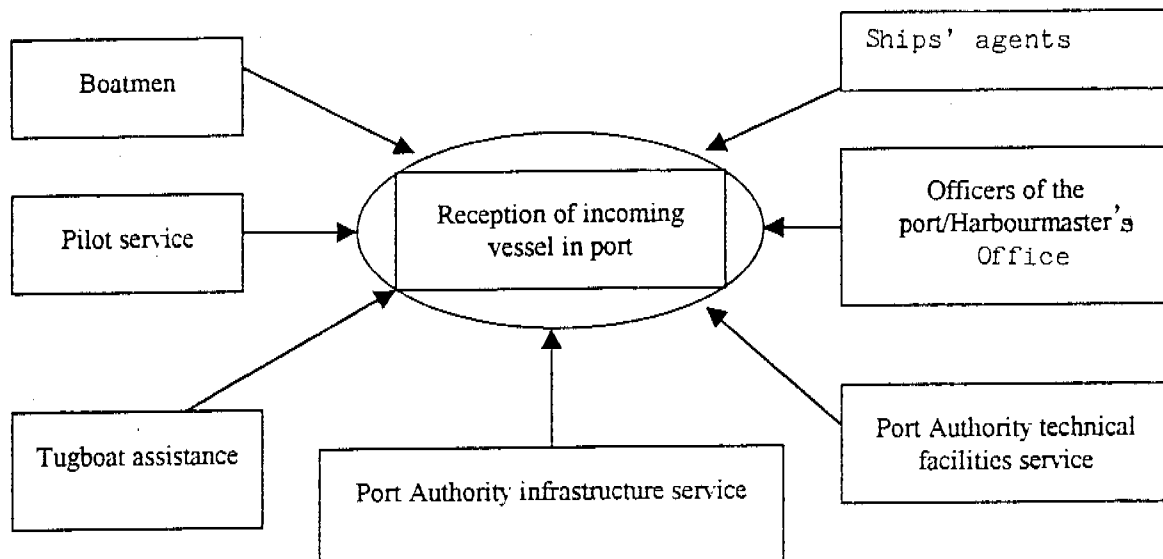 Boatmen
Ships' agents
Pilot service
Reception of incoming
vessel in port
Officers of the
port/Harbourmaster's
Office
Tugboat assistance
Port Authority infrastructure service
Port Authority technical
facilities service